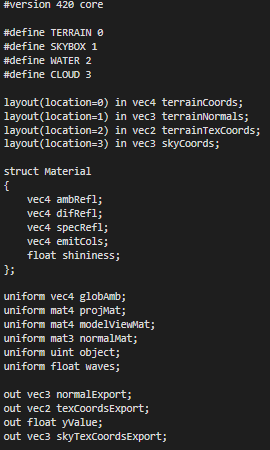 #version 420 core

#define TERRAIN 0
#define SKYBOX 1
#define WATER 2
#define CLOUD 3

layout(location=0) in vec4 terrainCoords;
layout(location=1) in vec3 terrainNormals;
layout(location=2) in vec2 terrainTexCoords;
layout(location=3) in vec3 skyCoords;

struct Material
{
    vec4 ambRefl;
    vec4 difRefl;
    vec4 specRefl;
    vec4 emitCols;
    float shininess;
};

uniform vec4 globAmb;
uniform mat4 projMat;
uniform mat4 modelViewMat;
uniform mat3 normalMat;
uniform uint object;
uniform float waves;

out vec3 normalExport;
out vec2 texCoordsExport;
out float yValue;
out vec3 skyTexCoordsExport;